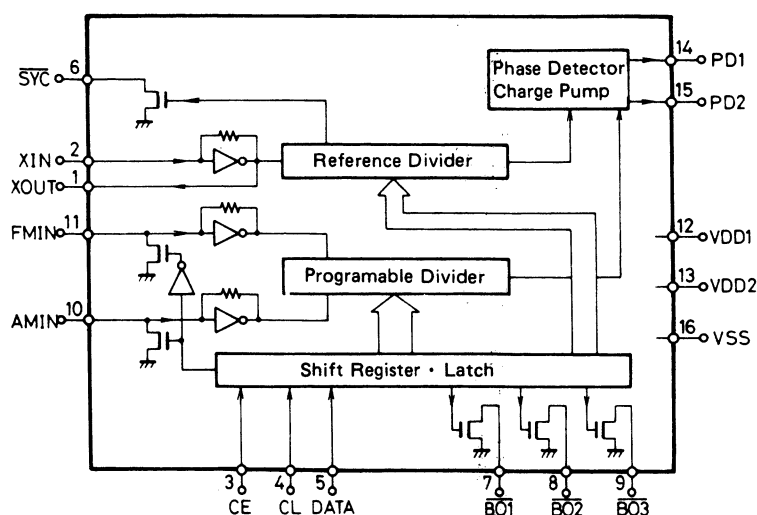 6
SYC
14
PD1
Phase Detector
Charge Pump
15
PD2
2
XIN
Reference Divider
1
XOUT
11
FMIN
12
VDD1
Programable Divider
13
VDD2
10
AMIN
16
VSS
Shift Register · Latch
3
4
5
7
8
9
CE
CL
DATA
BO1
BO2
BO3